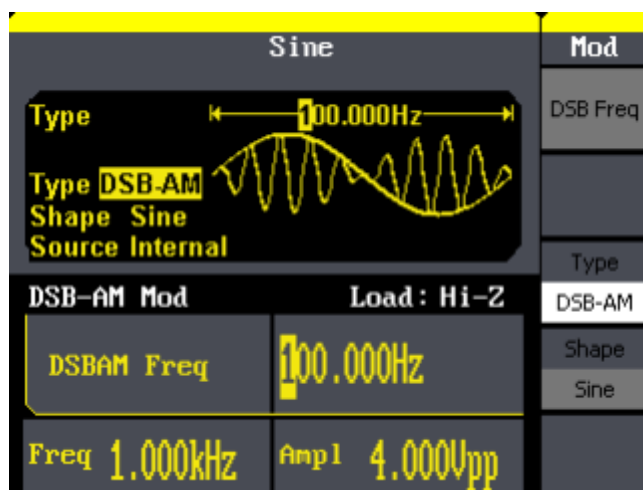 Sine
Mod
Type
100.000Hz
DSB Freq
Type DSB-AM
Shape Sine
Source Internal
Type
DSB-AM Mod
Load: Hi-Z
DSB-AM
DSBAM Freq
100.000Hz
Shape
Sine
Freq 1.000kHz
Ampl 4.000Vpp